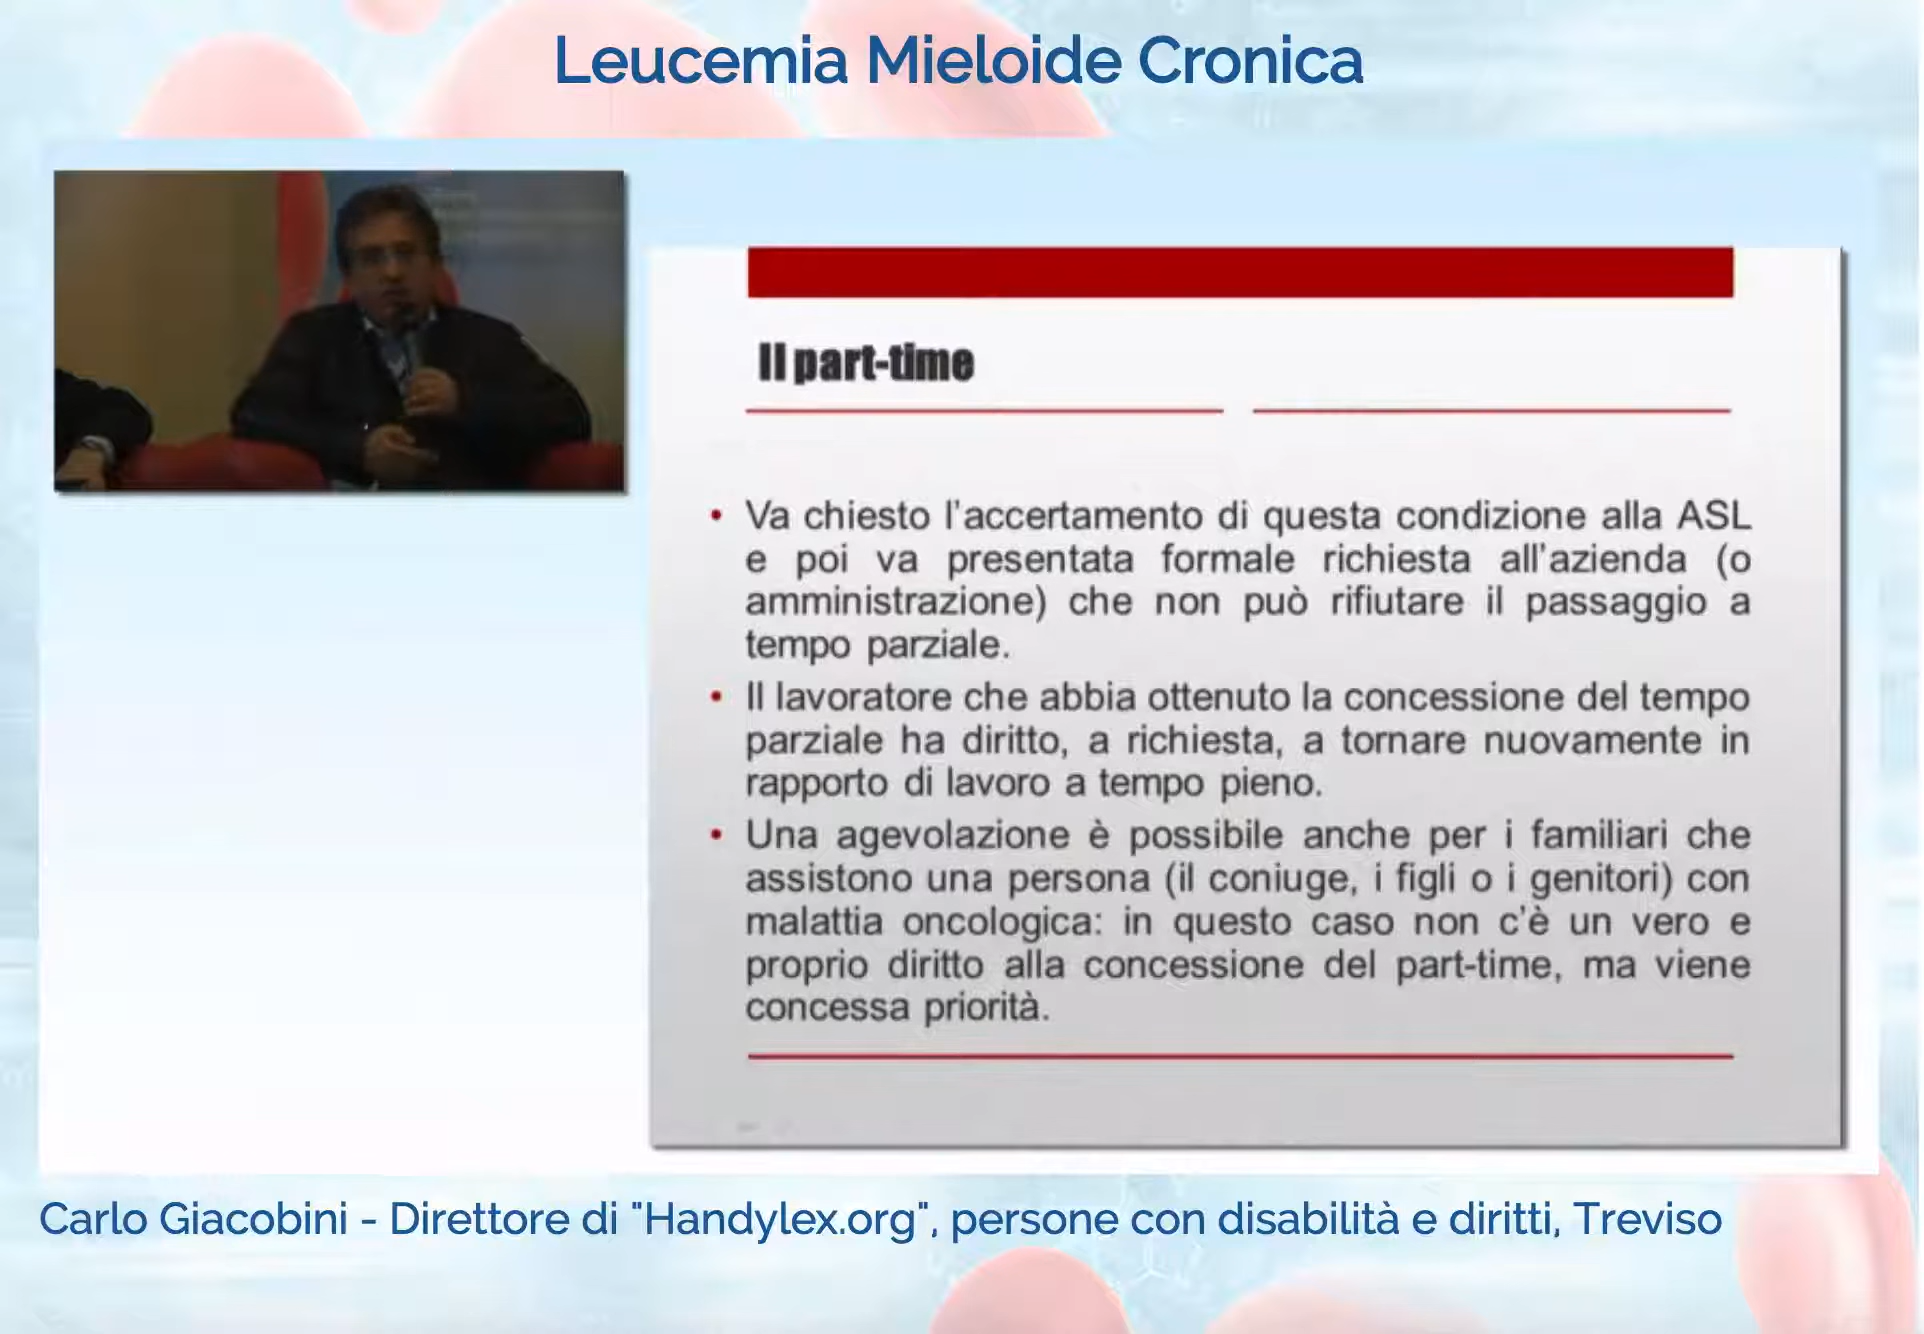 Leucemia Mieloide Cronica
Il part-time
• Va chiesto l'accertamento di questa condizione alla ASL
e poi va presentata formale richiesta all'azienda (o
amministrazione) che non può rifiutare il passaggio a
tempo parziale.
• Il lavoratore che abbia ottenuto la concessione del tempo
parziale ha diritto, a richiesta, a tornare nuovamente in
rapporto di lavoro a tempo pieno.
• Una agevolazione è possibile anche per i familiari che
assistono una persona (il coniuge, i figli o i genitori) con
malattia oncologica: in questo caso non c'è un vero e
proprio diritto alla concessione del part-time, ma viene
concessa priorità.
Carlo Giacobini - Direttore di "Handylex.org", persone con disabilità e diritti, Treviso